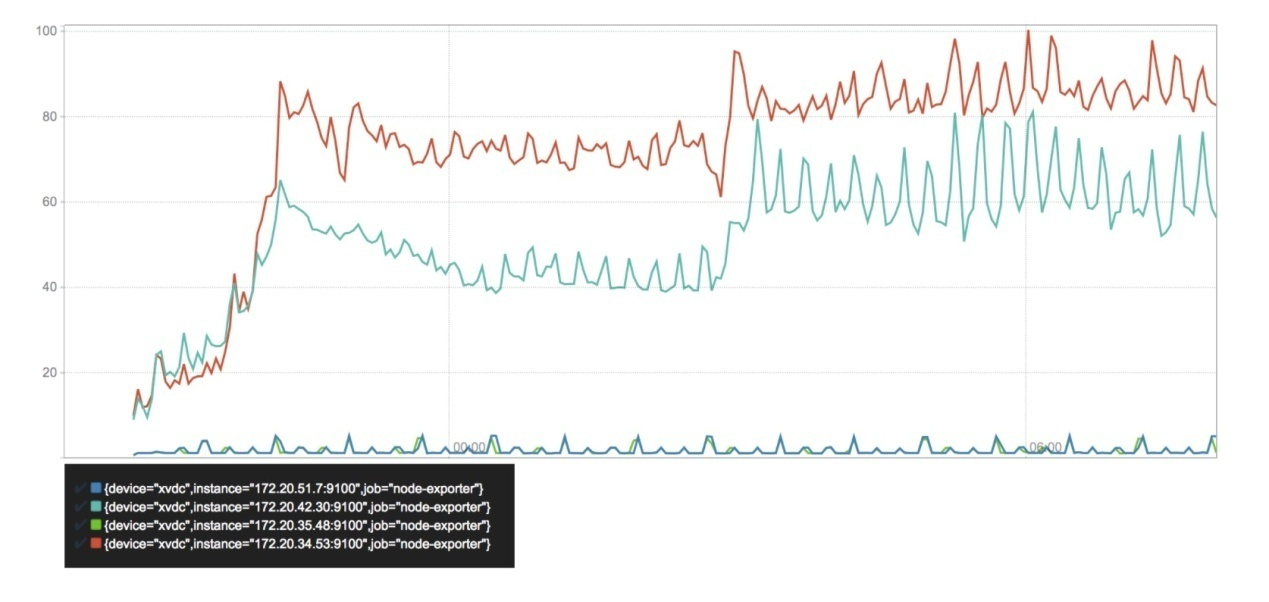 100
80
60
40
20
00:00
06:00
✔ {device="xvdc",instance="172.20.51.7:9100",job="node-exporter"}
✔ {device="xvdc",instance="172.20.42.30:9100",job="node-exporter"}
✔ {device="xvdc",instance="172.20.35.48:9100",job="node-exporter"}
✔ {device="xvdc",instance="172.20.34.53:9100",job="node-exporter"}